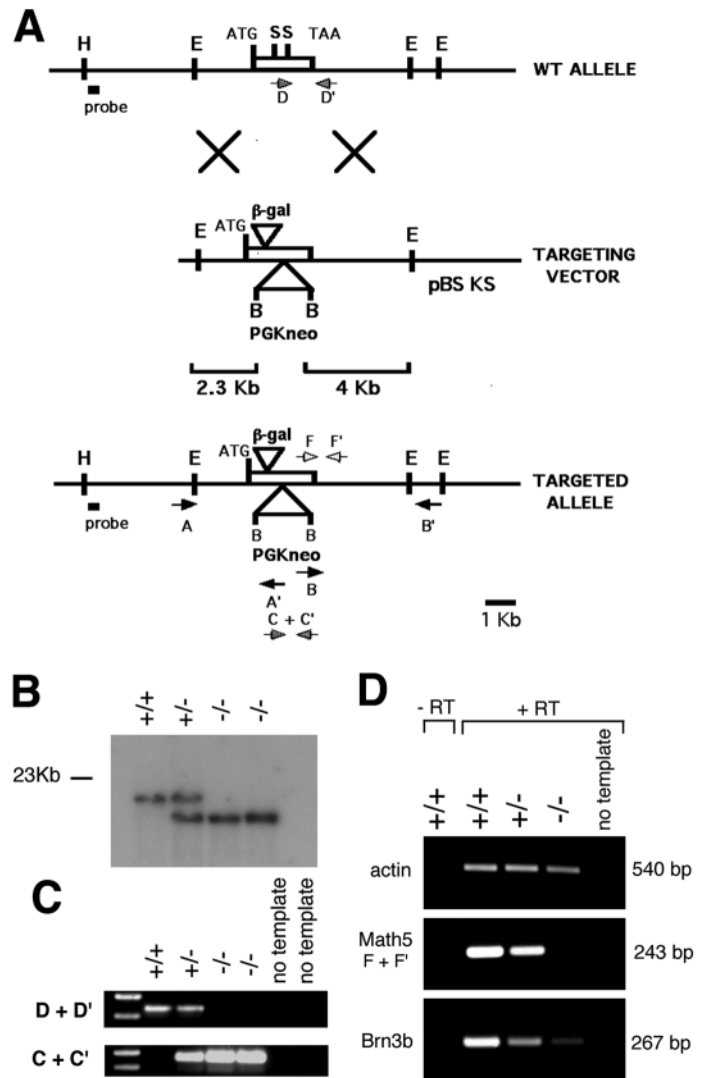 A
H E ATG SS TAA E E
WT ALLELE
probe
D D'
β-gal
E ATG E
TARGETING
VECTOR
pBS KS
B B
PGKneo
2.3 Kb 4 Kb
β-gal F F'
H E ATG E E
TARGETED
ALLELE
probe A B'
B B
PGKneo
B
A'
C + C'
1 Kb
B
+/+ +/- -/- -/-
23Kb
C
+/+ +/- -/- -/- no template no template
D + D'
C + C'
D
- RT + RT
+/+ +/+ +/- -/- no template
actin 540 bp
Math5
F + F' 243 bp
Brn3b 267 bp